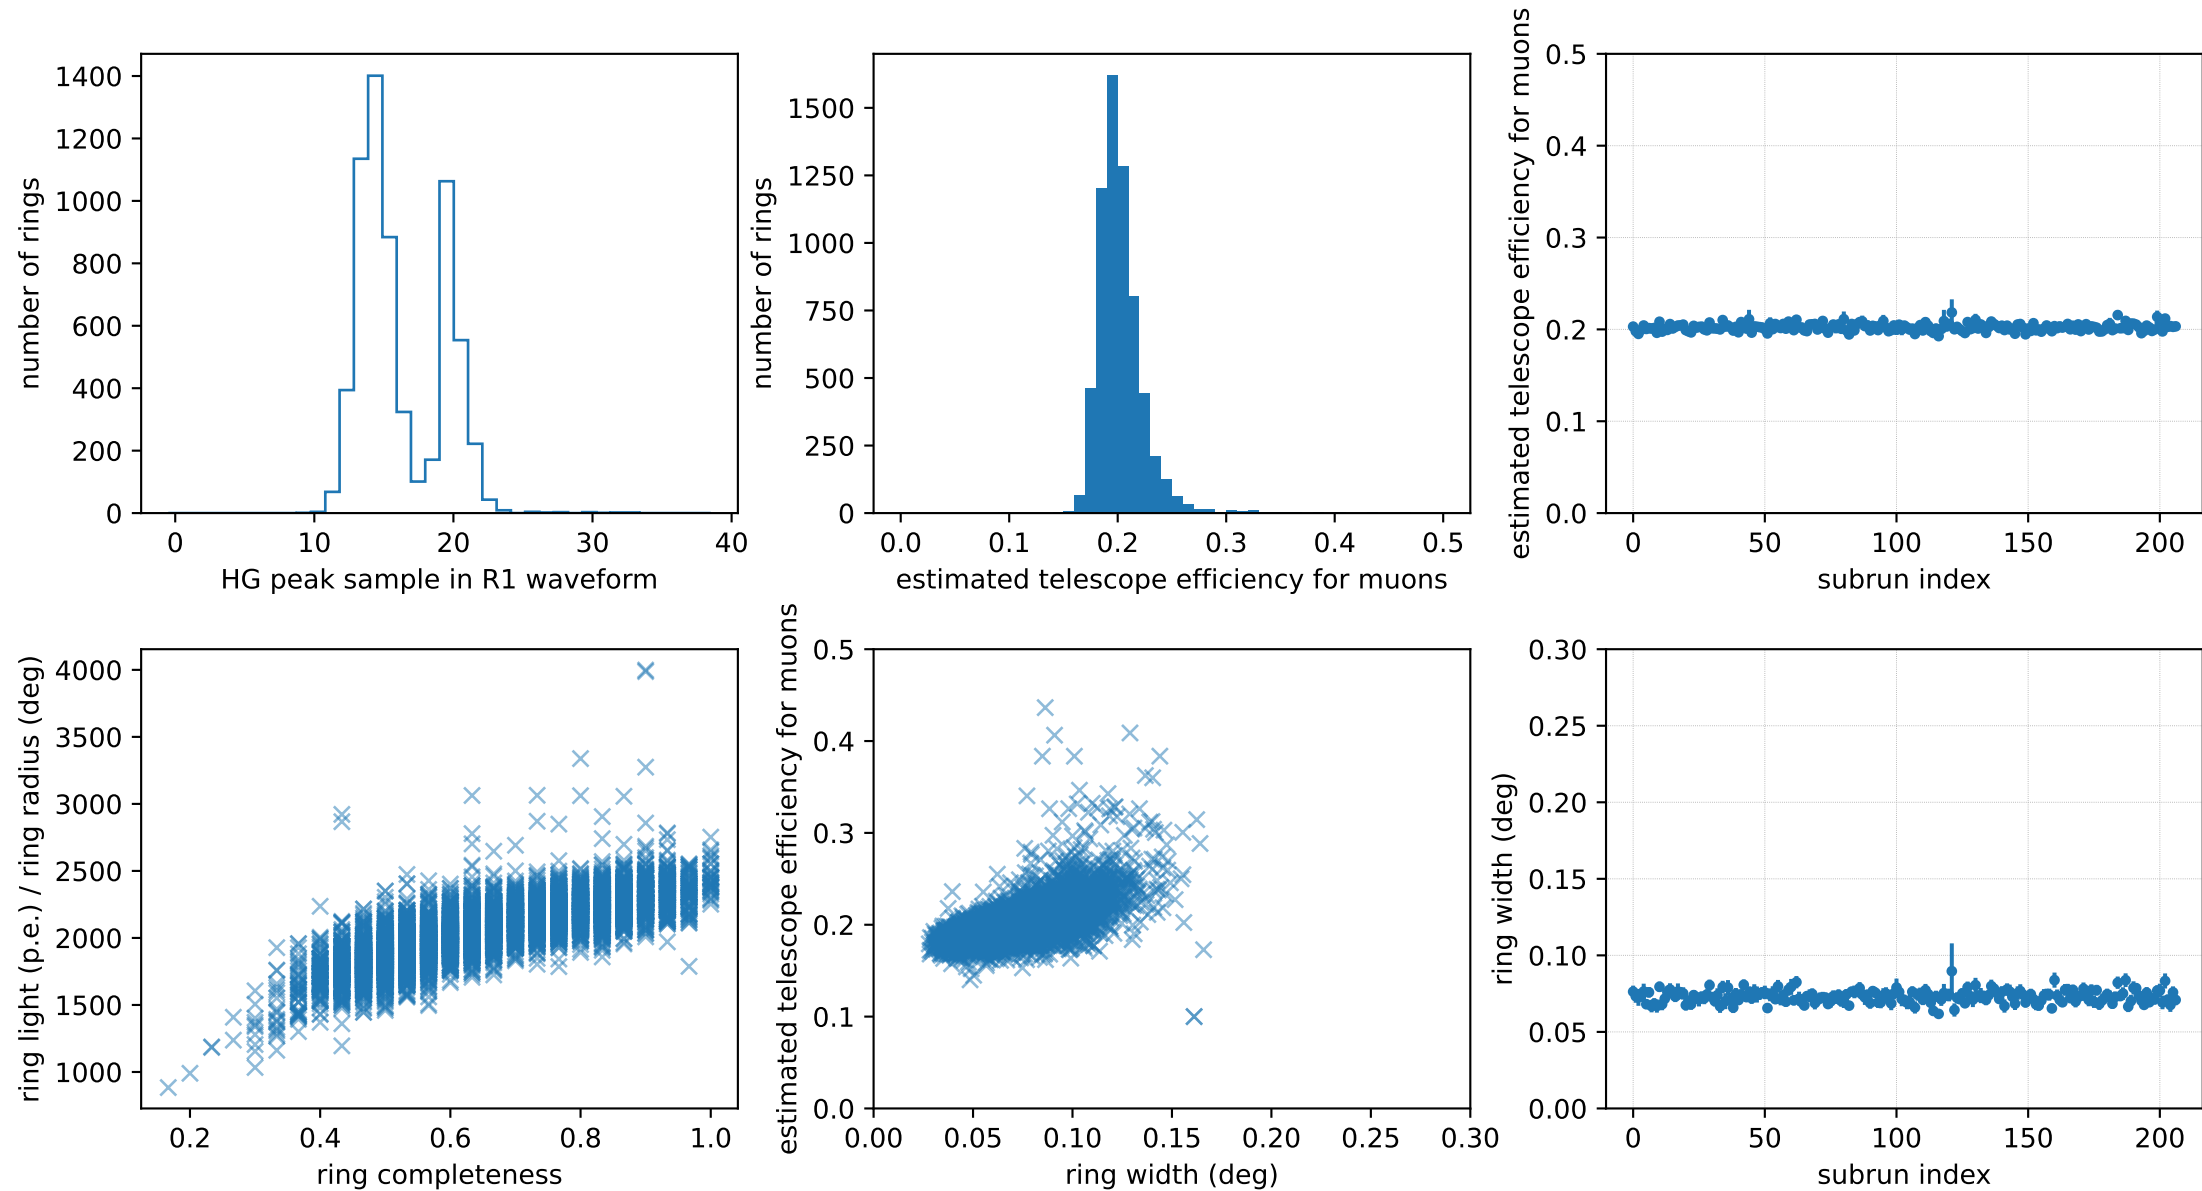 1400
1200
1000
800
600
400
200
0
number of rings
0 10 20 30 40
HG peak sample in R1 waveform
1500
1250
1000
750
500
250
0
number of rings
0.0 0.1 0.2 0.3 0.4 0.5
estimated telescope efficiency for muons
0.5
0.4
0.3
0.2
0.1
0.0
estimated telescope efficiency for muons
0 50 100 150 200
subrun index
4000
3500
3000
2500
2000
1500
1000
ring light (p.e.) / ring radius (deg)
0.2 0.4 0.6 0.8 1.0
ring completeness
0.5
0.4
0.3
0.2
0.1
0.0
estimated telescope efficiency for muons
0.00 0.05 0.10 0.15 0.20 0.25 0.30
ring width (deg)
0.30
0.25
0.20
0.15
0.10
0.05
0.00
ring width (deg)
0 50 100 150 200
subrun index